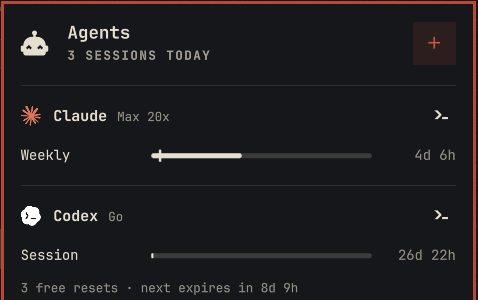 Agents
3 SESSIONS TODAY
+
Claude Max 20x
Weekly 4d 6h
Codex Go
Session 26d 22h
3 free resets · next expires in 8d 9h